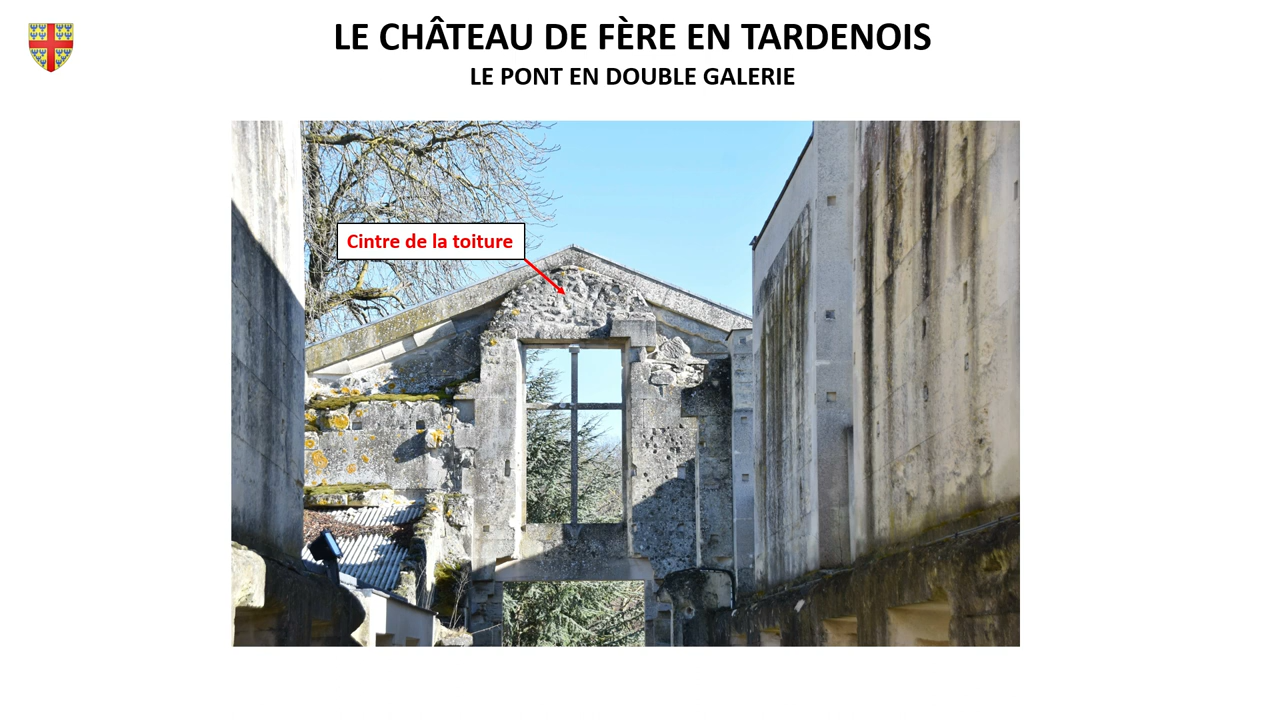 LE CHÂTEAU DE FÈRE EN TARDENOIS
LE PONT EN DOUBLE GALERIE
Cintre de la toiture